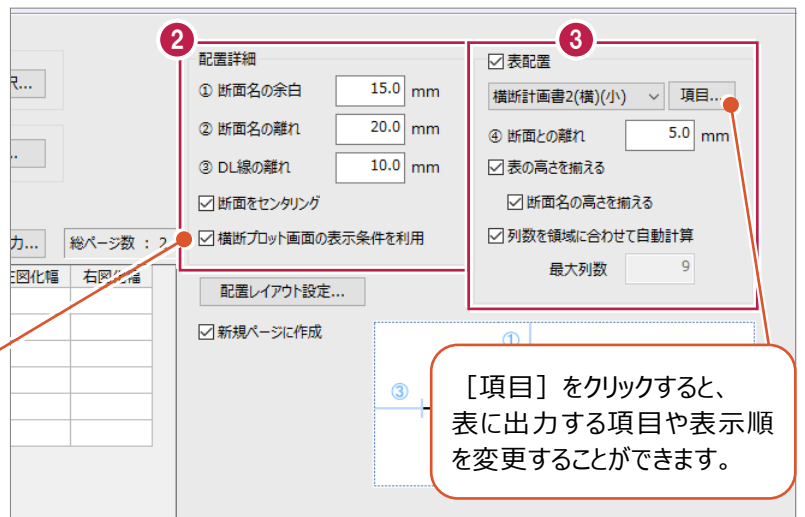 2
3
配置詳細
① 断面名の余白 15.0 mm
② 断面名の離れ 20.0 mm
③ DL線の離れ 10.0 mm
断面をセンタリング
横断プロット画面の表示条件を利用
表配置
横断計画書2(横)(小) 項目...
④ 断面との離れ 5.0 mm
表の高さを揃える
断面名の高さを揃える
列数を領域に合わせて自動計算
最大列数 9
...
力... 総ページ数 : 2
図化幅 右図化幅
配置レイアウト設定...
新規ページに作成
①
③
[項目] をクリックすると、
表に出力する項目や表示順
を変更することができます。